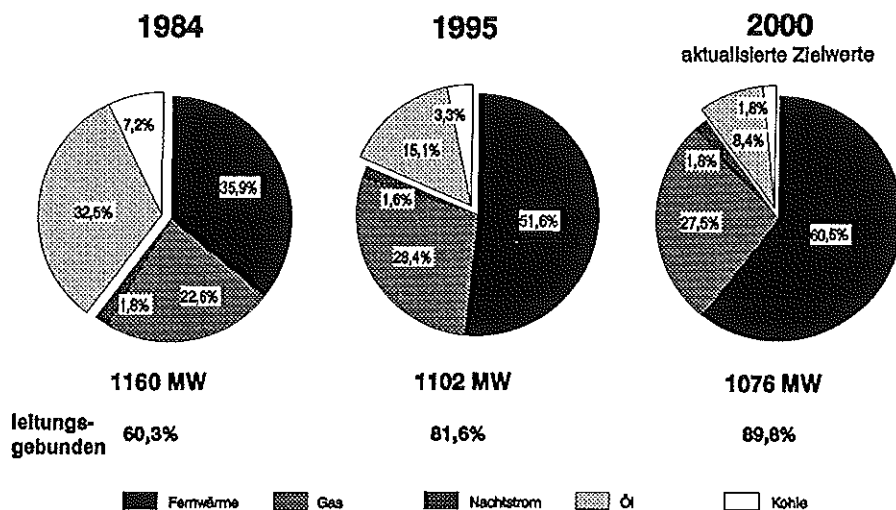 1984
1995
2000
aktualisierte Zielwerte
7,2%
35,9%
32,5%
1,8%
22,6%
3,3%
15,1%
1,6%
51,6%
28,4%
1,8%
8,4%
1,8%
27,5%
60,5%
1160 MW
1102 MW
1076 MW
leitungs-
gebunden 60,3% 81,6% 89,8%
Fernwärme Gas Nachtstrom Öl Kohle